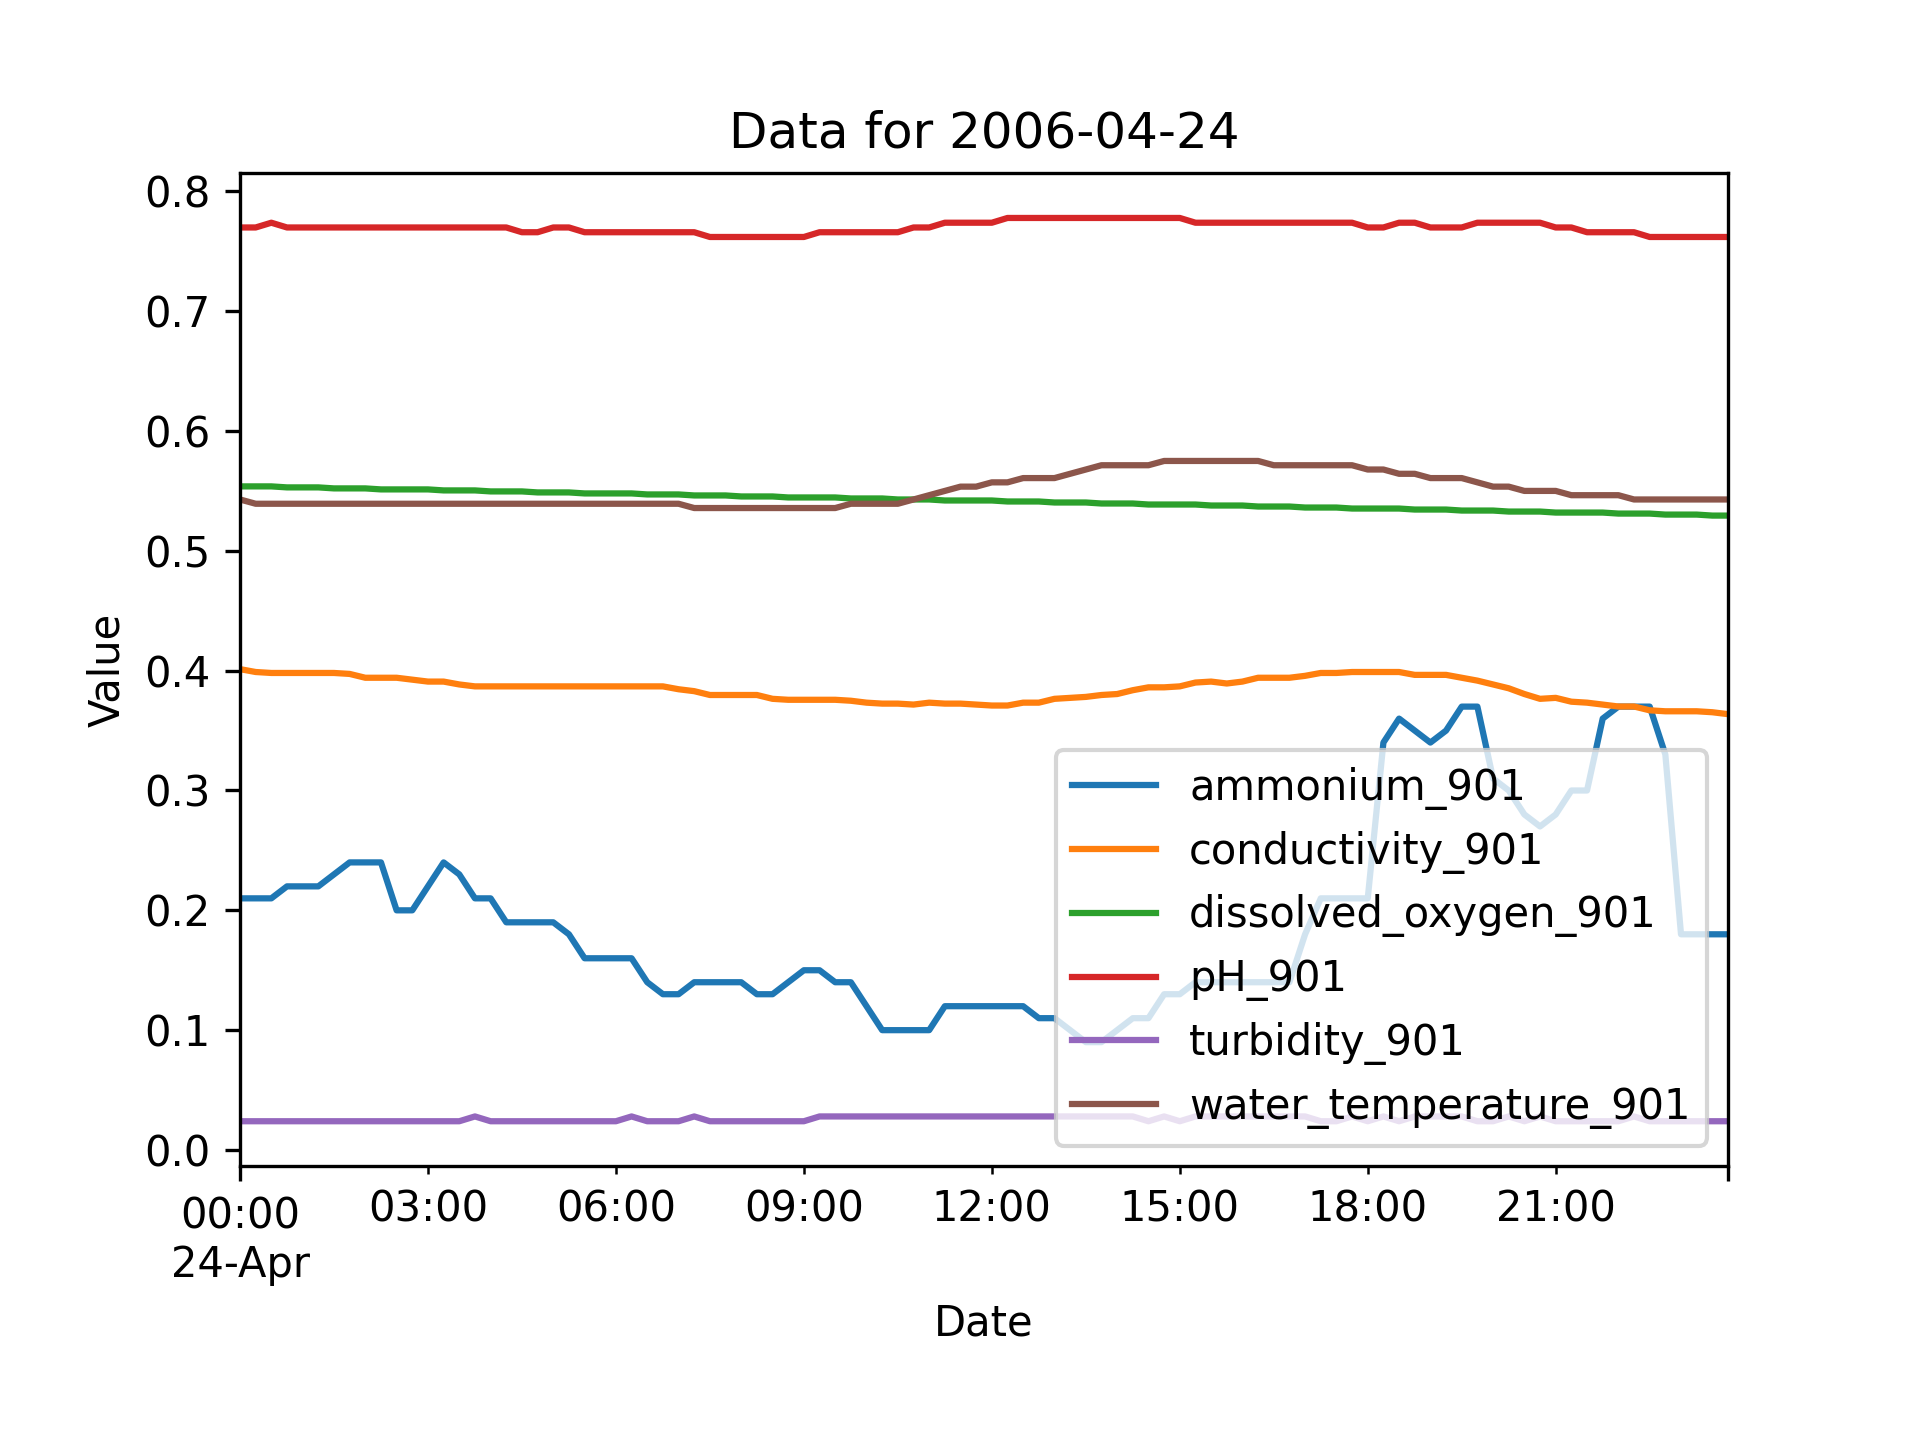 Data for 2006-04-24
0.8
0.7
0.6
0.5
0.4
0.3
0.2
0.1
0.0
Value
ammonium_901
conductivity_901
dissolved_oxygen_901
pH_901
turbidity_901
water_temperature_901
00:00 03:00 06:00 09:00 12:00 15:00 18:00 21:00
24-Apr
Date